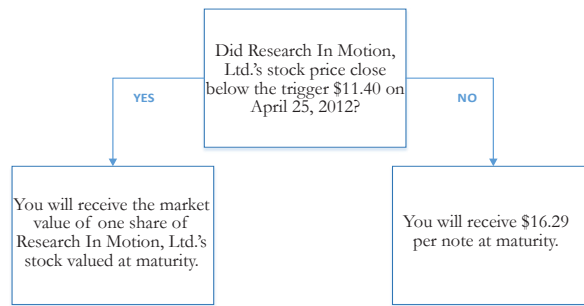 Did Research In Motion,
Ltd.'s stock price close
below the trigger $11.40 on
April 25, 2012?
YES
NO
You will receive the market
value of one share of
Research In Motion, Ltd.'s
stock valued at maturity.
You will receive $16.29
per note at maturity.